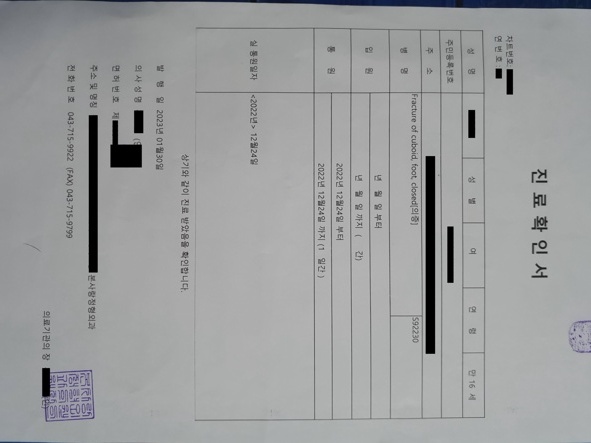 차트번호
연 번호
진료확인서
성 명 성 별 여 연 령 만 16 세
주민등록번호
주 소
병 명 Fracture of cuboid, foot, closed[의증] S92230
입 원 년 월 일 부터
년 월 일 까지 ( 간)
통 원 2022년 12월24일 부터
2022년 12월24일 까지 (1 일간)
실 통원일자 <2022년> 12월24일
상기와 같이 진료 받았음을 확인합니다.
발 행 일 2023년 01월30일
의사 성명
면허 번호 제
주소 및 명칭 본사랑정형외과
전화 번호 043-715-9922 (FAX) 043-715-9799
의료기관의 장